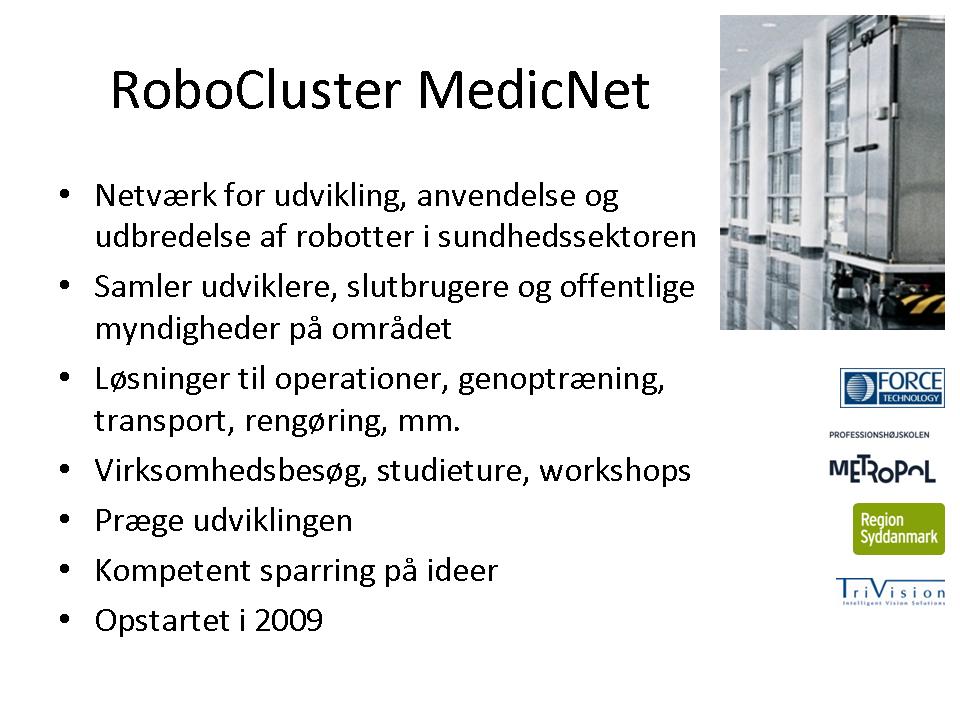 RoboCluster MedicNet
• Netværk for udvikling, anvendelse og
udbredelse af robotter i sundhedssektoren
• Samler udviklere, slutbrugere og offentlige
myndigheder på området
• Løsninger til operationer, genoptræning,
transport, rengøring, mm.
• Virksomhedsbesøg, studieture, workshops
• Præge udviklingen
• Kompetent sparring på ideer
• Opstartet i 2009
FORCE
TECHNOLOGY
PROFESSIONSHØJSKOLEN
METROPOL
Region
Syddanmark
TriVision
Intelligent Vision Solutions